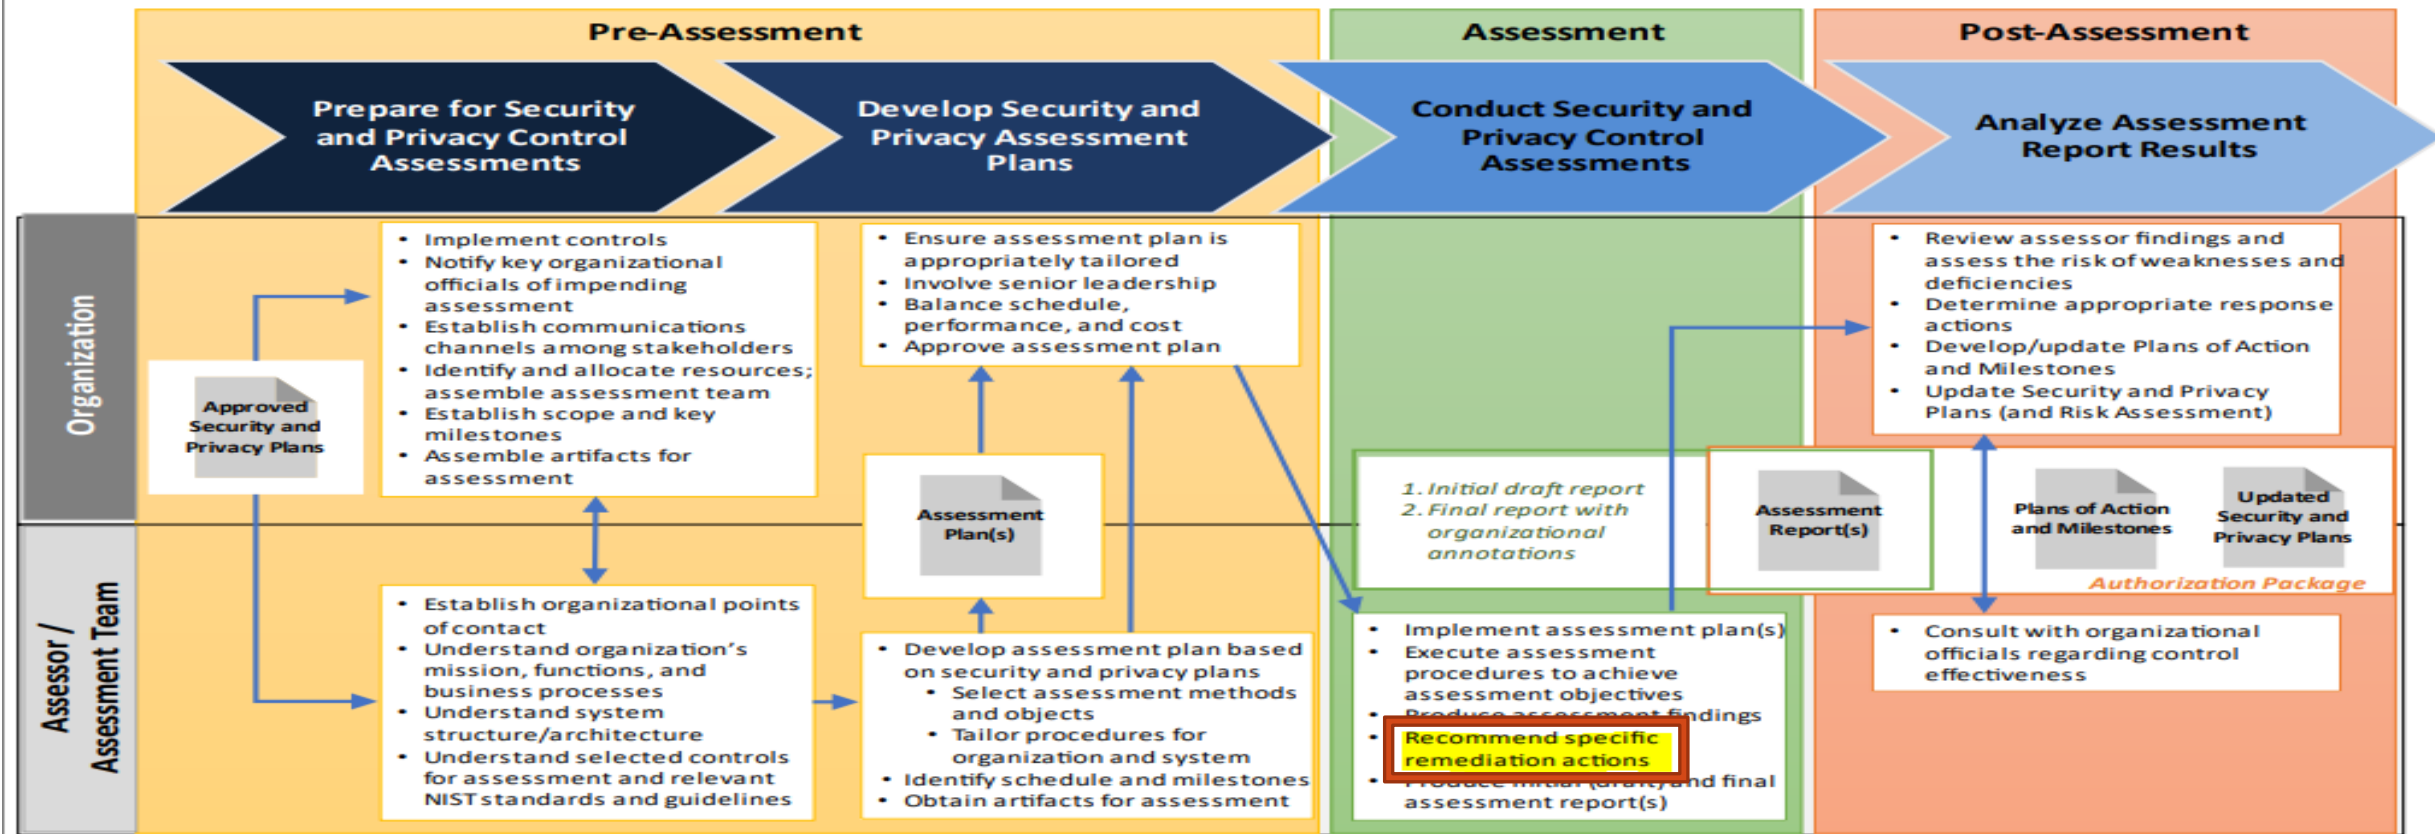 Pre-Assessment
Assessment
Post-Assessment
Prepare for Security
and Privacy Control
Assessments
Develop Security and
Privacy Assessment
Plans
Conduct Security and
Privacy Control
Assessments
Analyze Assessment
Report Results
Organization
Approved
Security and
Privacy Plans
• Implement controls
• Notify key organizational
officials of impending
assessment
• Establish communications
channels among stakeholders
• Identify and allocate resources;
assemble assessment team
• Establish scope and key
milestones
• Assemble artifacts for
assessment
• Ensure assessment plan is
appropriately tailored
• Involve senior leadership
• Balance schedule,
performance, and cost
• Approve assessment plan
• Review assessor findings and
assess the risk of weaknesses and
deficiencies
• Determine appropriate response
actions
• Develop/update Plans of Action
and Milestones
• Update Security and Privacy
Plans (and Risk Assessment)
Assessment
Plan(s)
1. Initial draft report
2. Final report with
organizational
annotations
Assessment
Report(s)
Plans of Action
and Milestones
Updated
Security and
Privacy Plans
Authorization Package
Assessor /
Assessment Team
• Establish organizational points
of contact
• Understand organization's
mission, functions, and
business processes
• Understand system
structure/architecture
• Understand selected controls
for assessment and relevant
NIST standards and guidelines
• Develop assessment plan based
on security and privacy plans
• Select assessment methods
and objects
• Tailor procedures for
organization and system
• Identify schedule and milestones
• Obtain artifacts for assessment
• Implement assessment plan(s)
• Execute assessment
procedures to achieve
assessment objectives
• Produce assessment findings
• Recommend specific
remediation actions
• Produce initial (draft) and final
assessment report(s)
• Consult with organizational
officials regarding control
effectiveness